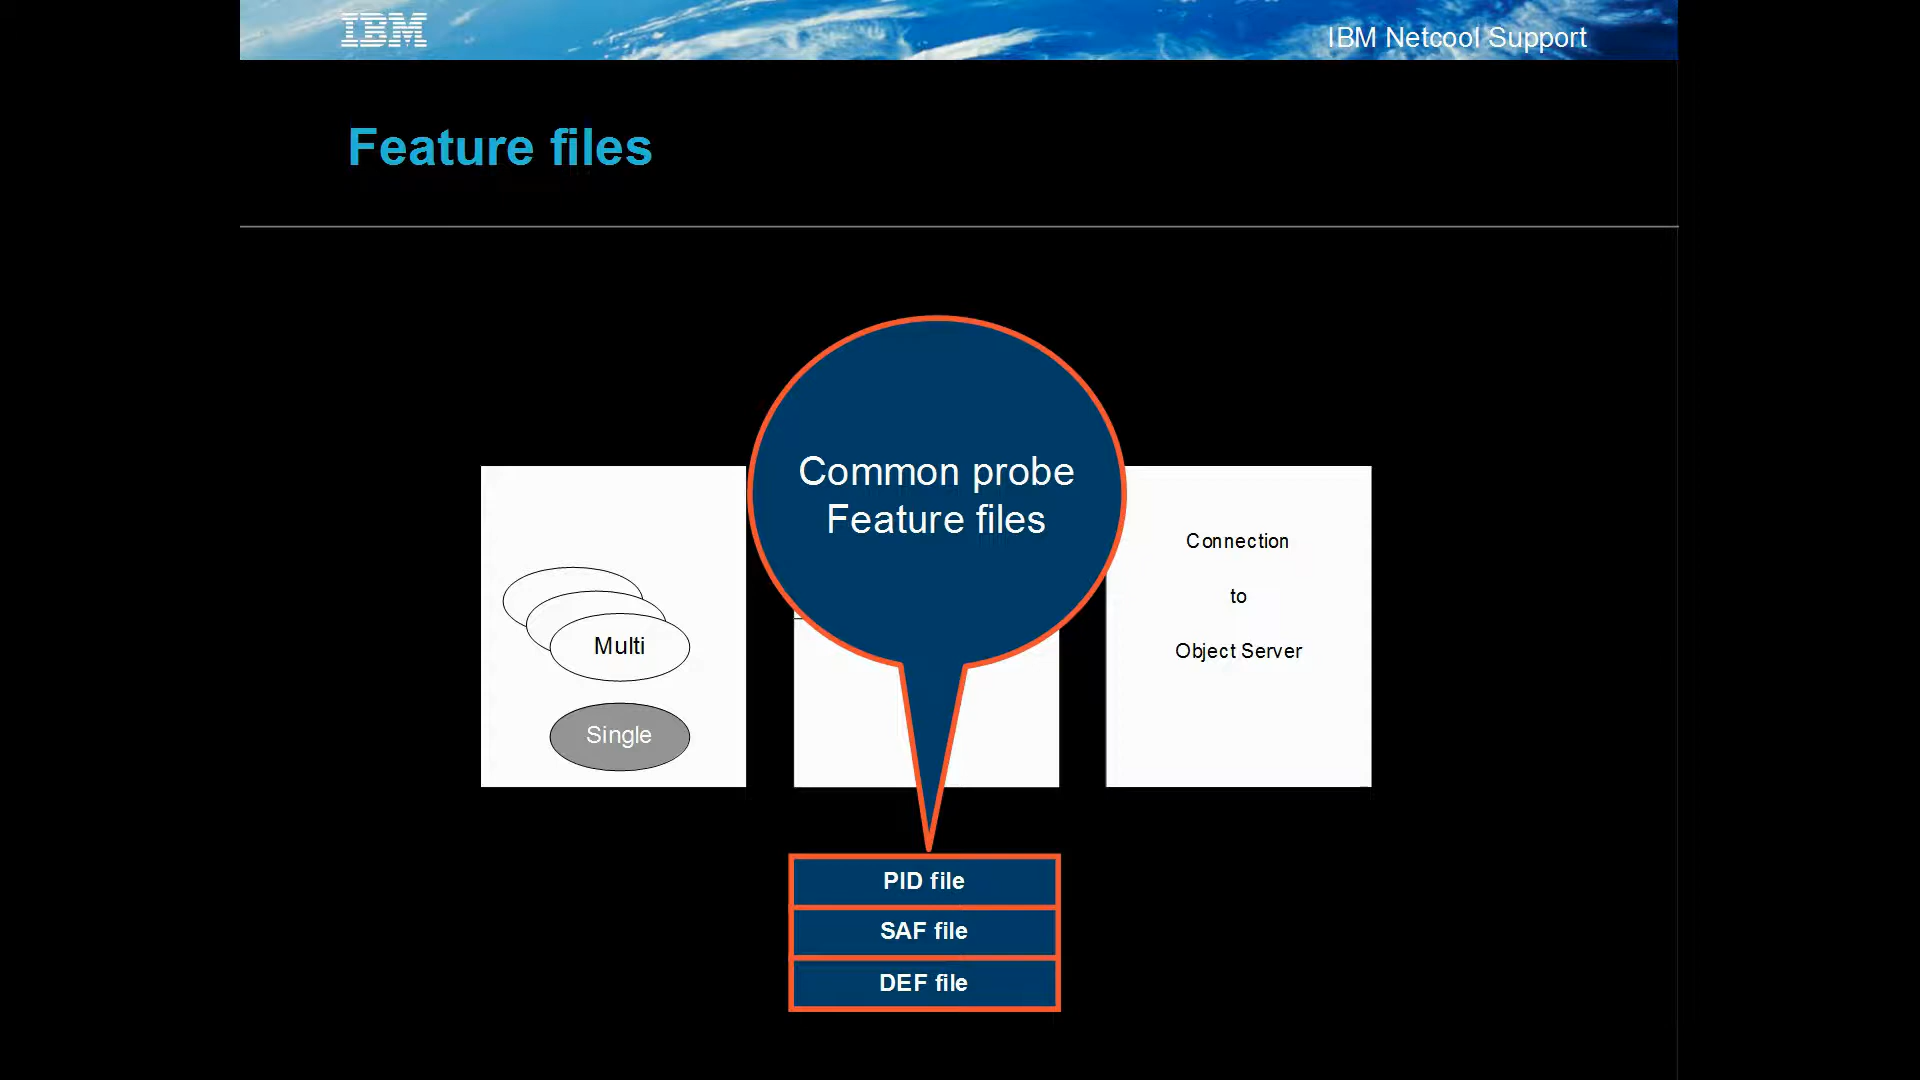 IBM
IBM Netcool Support
Feature files
Common probe
Feature files
Connection
to
Object Server
Multi
Single
PID file
SAF file
DEF file